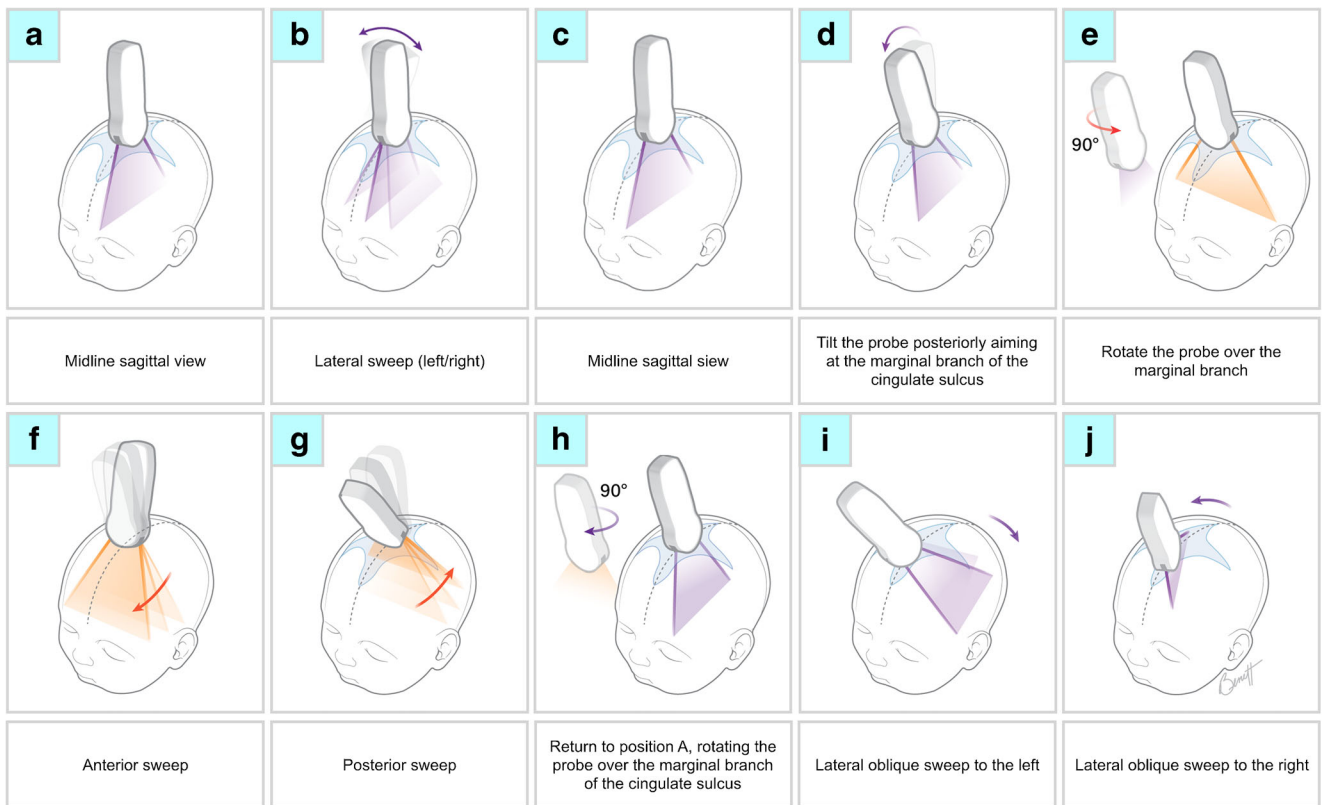 a
b
c
d
e
90°
Midline sagittal view
Lateral sweep (left/right)
Midline sagittal siew
Tilt the probe posteriorly aiming
at the marginal branch of the
cingulate sulcus
Rotate the probe over the
marginal branch
f
g
h
i
j
90°
Benett
Anterior sweep
Posterior sweep
Return to position A, rotating the
probe over the marginal branch
of the cingulate sulcus
Lateral oblique sweep to the left
Lateral oblique sweep to the right